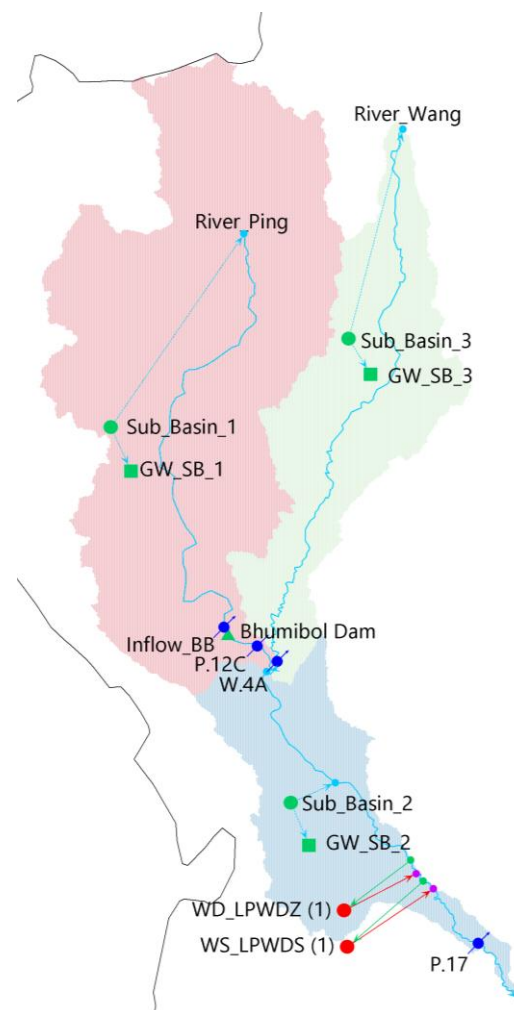 River_Wang
River_Ping
Sub_Basin_3
GW_SB_3
Sub_Basin_1
GW_SB_1
Inflow_BB
Bhumibol Dam
P.12C
W.4A
Sub_Basin_2
GW_SB_2
WD_LPWDZ (1)
WS_LPWDS (1)
P.17